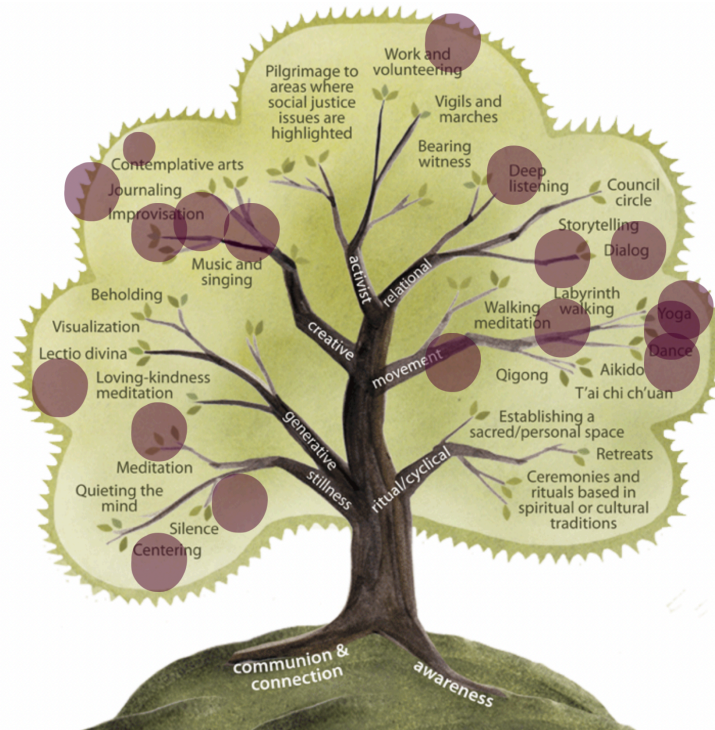 Work and
volunteering
Pilgrimage to
areas where
social justice
issues are
highlighted
Vigils and
marches
Bearing
witness
Contemplative arts
Journaling
Improvisation
Music and
singing
Deep
listening
Council
circle
Storytelling
Dialog
activist
relational
creative
Beholding
Visualization
Lectio divina
Loving-kindness
meditation
generative
Labyrinth
walking
Walking
meditation
Yoga
Dance
Aikido
T'ai chi ch'uan
Qigong
movement
Meditation
Quieting the
mind
Silence
Centering
stillness
Establishing a
sacred/personal space
Retreats
Ceremonies and
rituals based in
spiritual or cultural
traditions
ritual/cyclical
communion &
connection
awareness